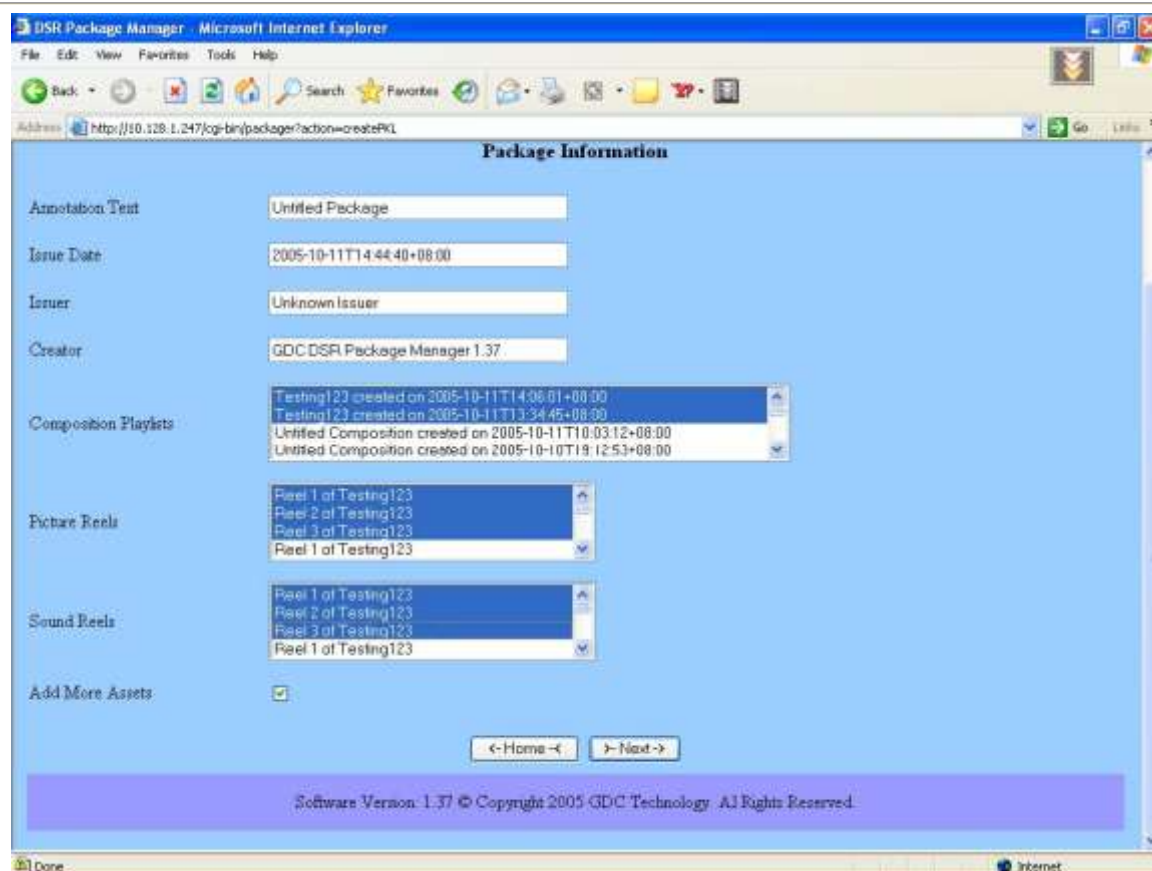 DSR Package Manager - Microsoft Internet Explorer
File Edit View Favorites Tools Help
Back Search Favorites
Address http://10.128.1.247/cgi-bin/packager?action=createPKL Go Links
Package Information
Annotation Text Untitled Package
Issue Date 2005-10-11T14:44:40+08:00
Issuer Unknown Issuer
Creator GDC DSR Package Manager 1.37
Composition Playlists
Testing123 created on 2005-10-11T14:06:01+08:00
Testing123 created on 2005-10-11T13:34:45+08:00
Untitled Composition created on 2005-10-11T10:03:12+08:00
Untitled Composition created on 2005-10-10T19:12:53+08:00
Picture Reels
Reel 1 of Testing123
Reel 2 of Testing123
Reel 3 of Testing123
Reel 1 of Testing123
Sound Reels
Reel 1 of Testing123
Reel 2 of Testing123
Reel 3 of Testing123
Reel 1 of Testing123
Add More Assets
<-Home-< >-Next->
Software Version: 1.37 © Copyright 2005 GDC Technology. All Rights Reserved.
Done Internet